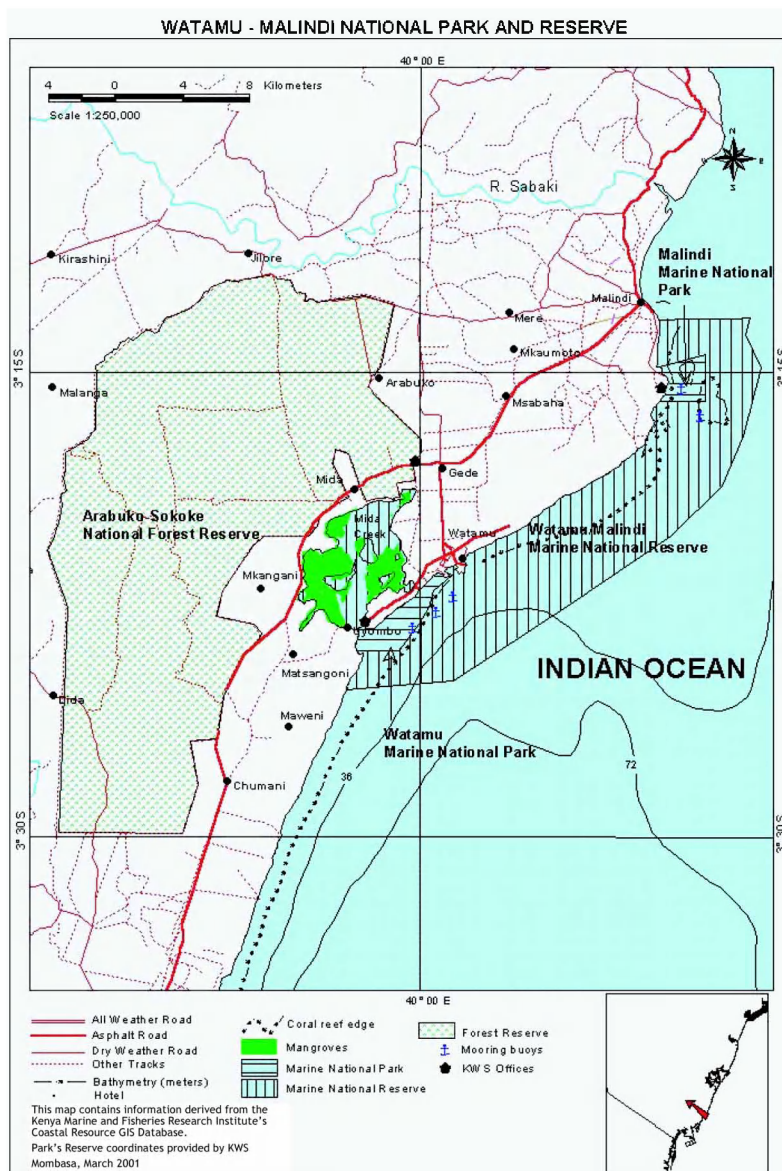 WATAMU - MALINDI NATIONAL PARK AND RESERVE
40° 00 E
4 0 4 8 Kilometers
Scale 1:250,000
N
R. Sabaki
Kirashini
Jilore
Malindi
Marine National
Park
Malindi
Mere
Mkaumoto
3° 15 S
3° 15 S
Malanga
Arabuko
Msabaha
Mida
Gede
Arabuko-Sokoke
National Forest Reserve
Mida
Creek
Watamu
Watamu/Malindi
Marine National Reserve
Mkangani
Uyombo
Matsangoni
INDIAN OCEAN
Dida
Maweni
Watamu
Marine National Park
36
72
Chumani
3° 30 S
3° 30 S
40° 00 E
All Weather Road
Asphalt Road
Dry Weather Road
Other Tracks
Bathymetry (meters)
Hotel
Coral reef edge
Mangroves
Marine National Park
Marine National Reserve
Forest Reserve
Mooring buoys
KWS Offices
This map contains information derived from the
Kenya Marine and Fisheries Research Institute's
Coastal Resource GIS Database.
Park's Reserve coordinates provided by KWS
Mombasa, March 2001